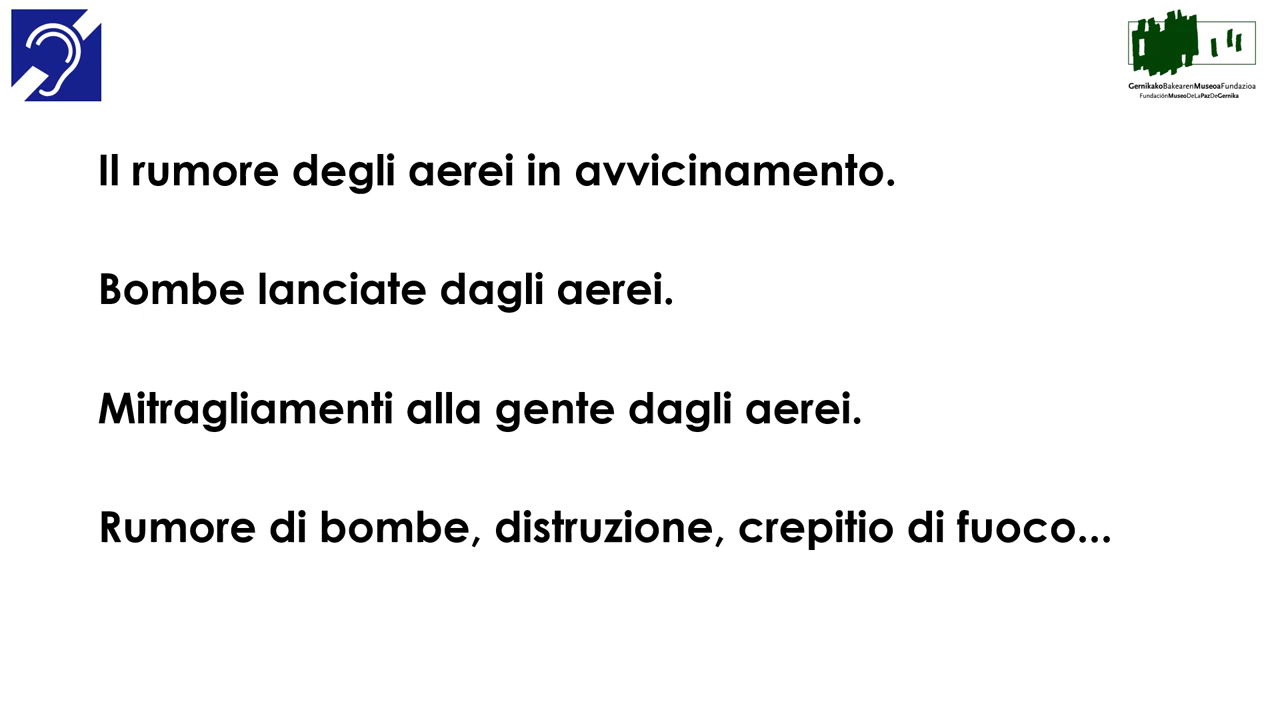 GernikakoBakearenMuseoaFundazioa
FundaciónMuseoDeLaPazDeGernika
Il rumore degli aerei in avvicinamento.
Bombe lanciate dagli aerei.
Mitragliamenti alla gente dagli aerei.
Rumore di bombe, distruzione, crepitio di fuoco...